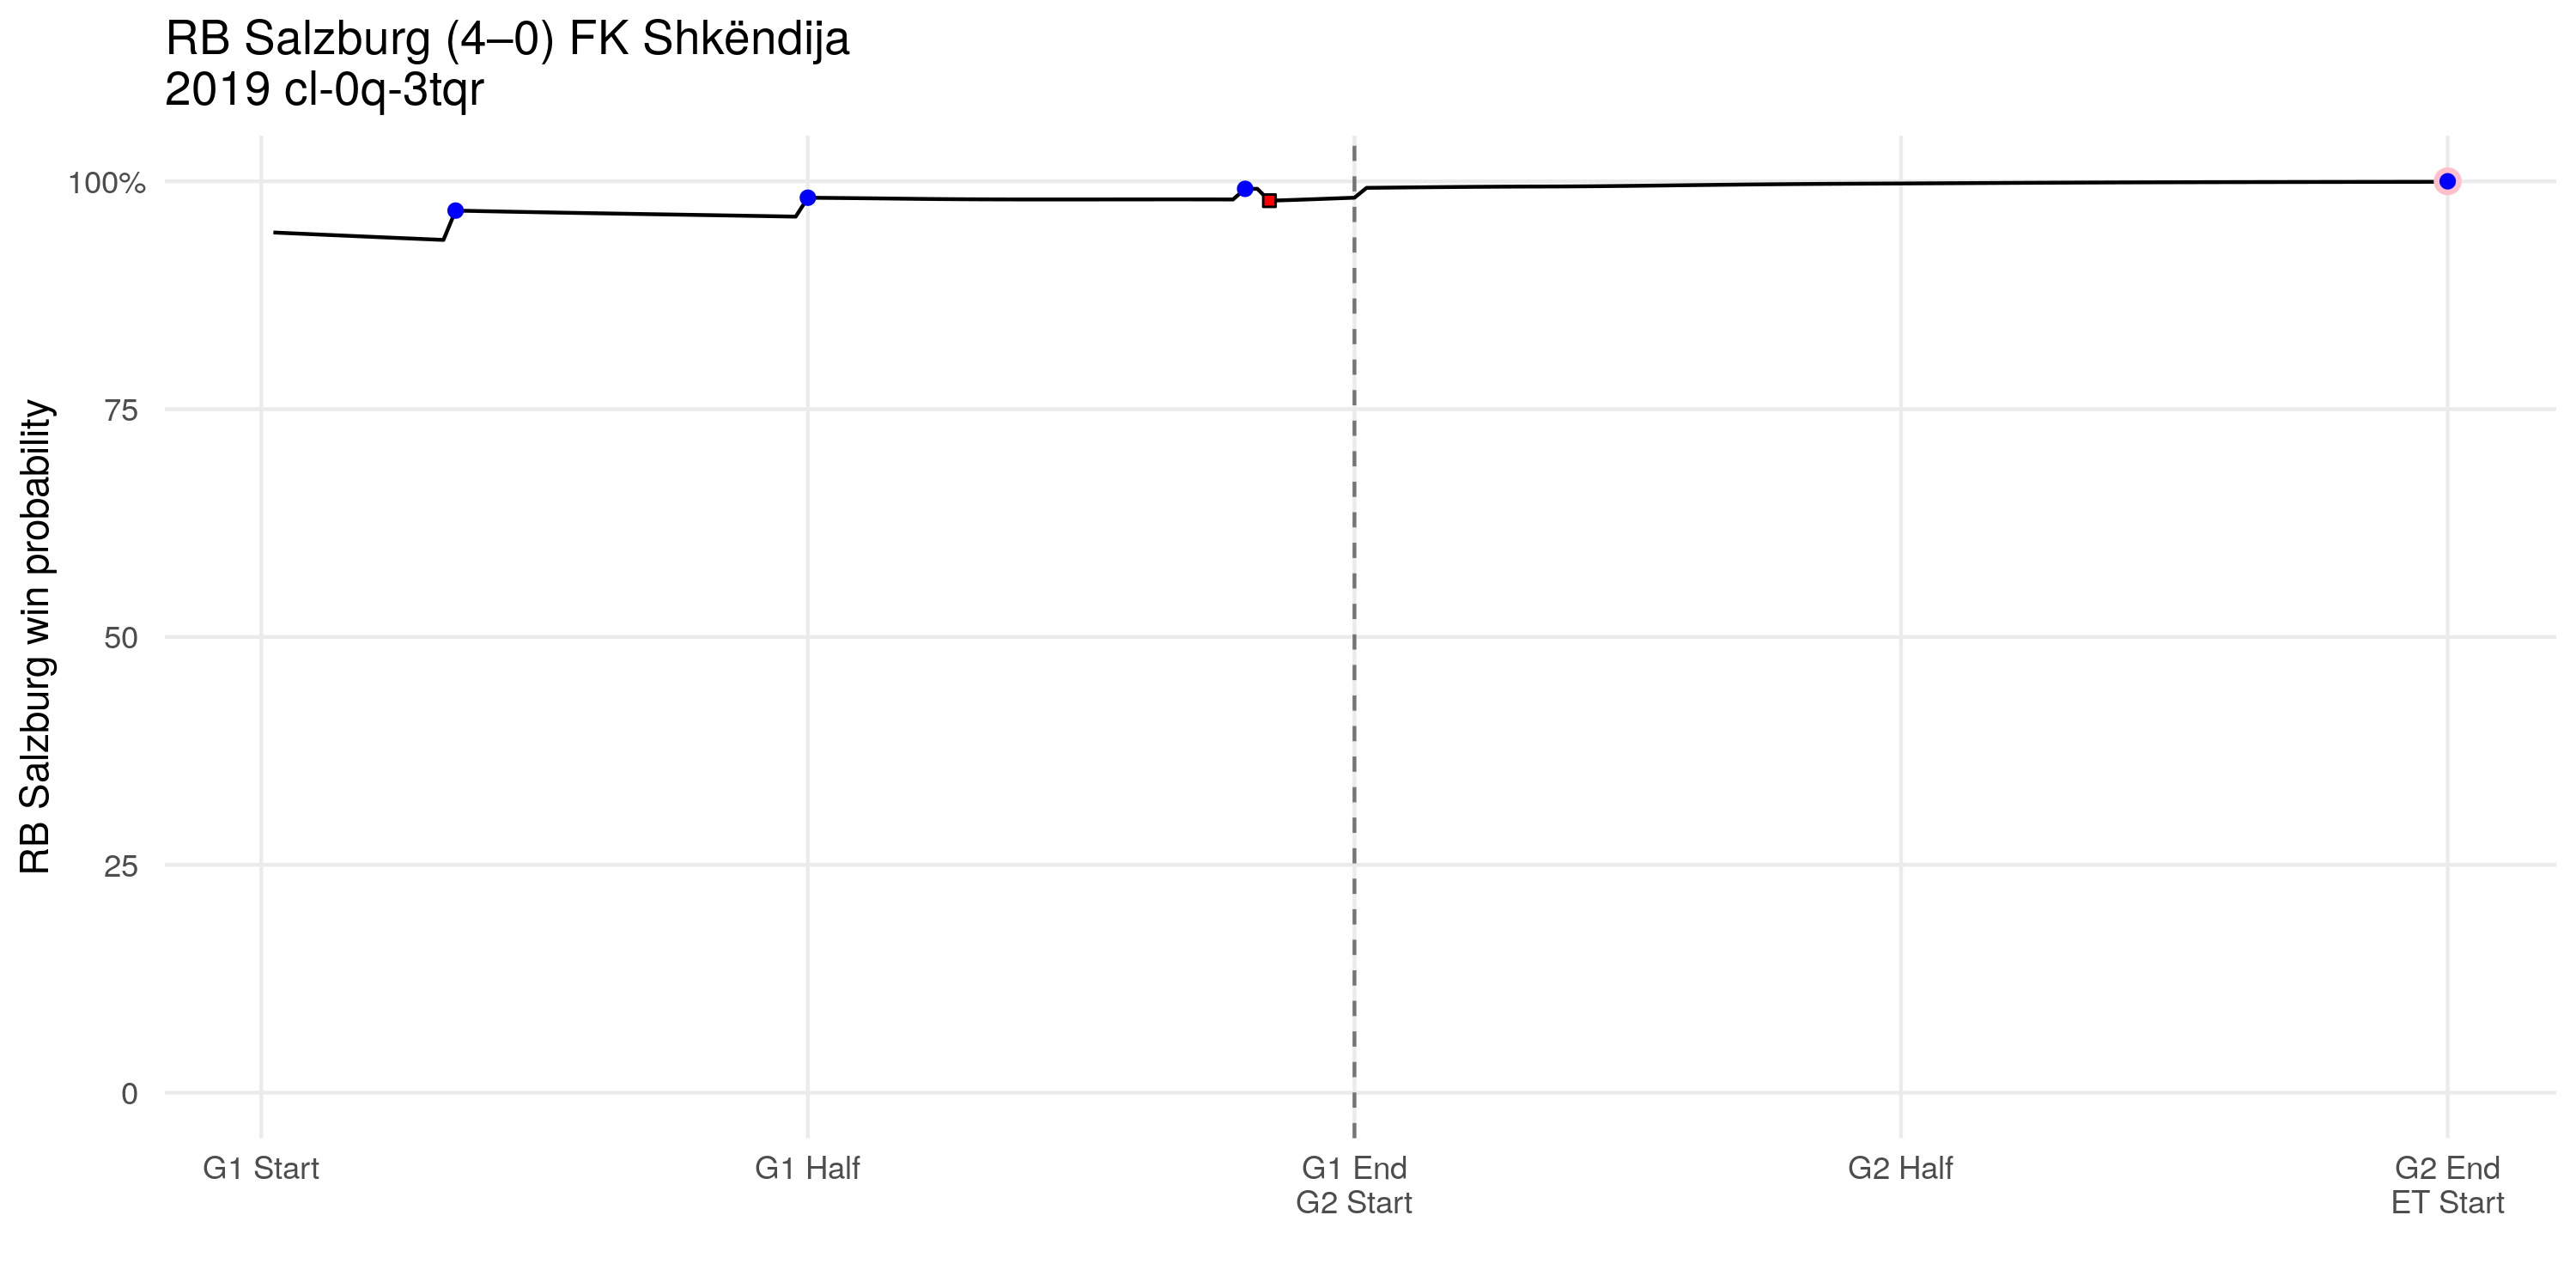 RB Salzburg (4–0) FK Shkëndija
2019 cl-0q-3tqr
RB Salzburg win probability
100%
75
50
25
0
G1 Start
G1 Half
G1 End
G2 Start
G2 Half
G2 End
ET Start